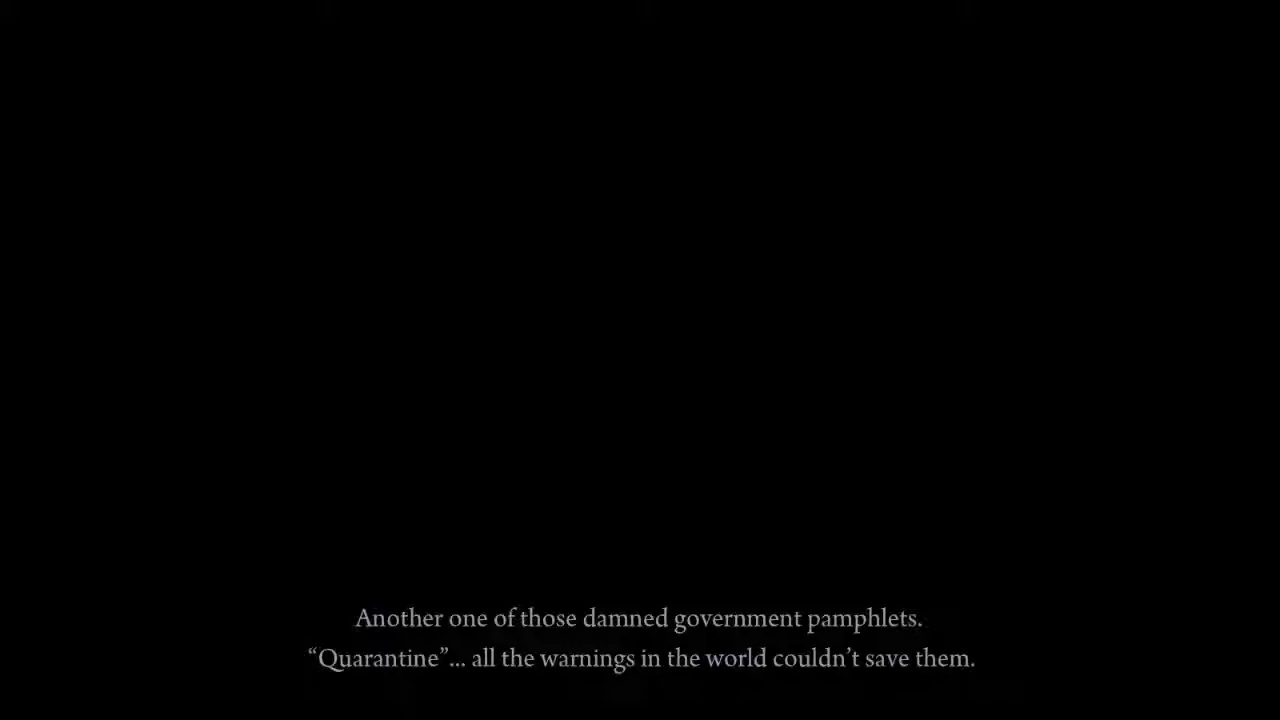 Another one of those damned government pamphlets.
“Quarantine”... all the warnings in the world couldn’t save them.